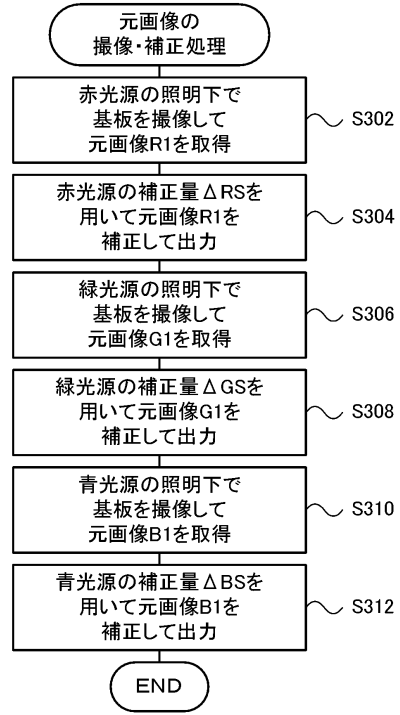 元画像の
撮像・補正処理
赤光源の照明下で
基板を撮像して
元画像R1を取得
S302
赤光源の補正量ΔRSを
用いて元画像R1を
補正して出力
S304
緑光源の照明下で
基板を撮像して
元画像G1を取得
S306
緑光源の補正量ΔGSを
用いて元画像G1を
補正して出力
S308
青光源の照明下で
基板を撮像して
元画像B1を取得
S310
青光源の補正量ΔBSを
用いて元画像B1を
補正して出力
S312
END